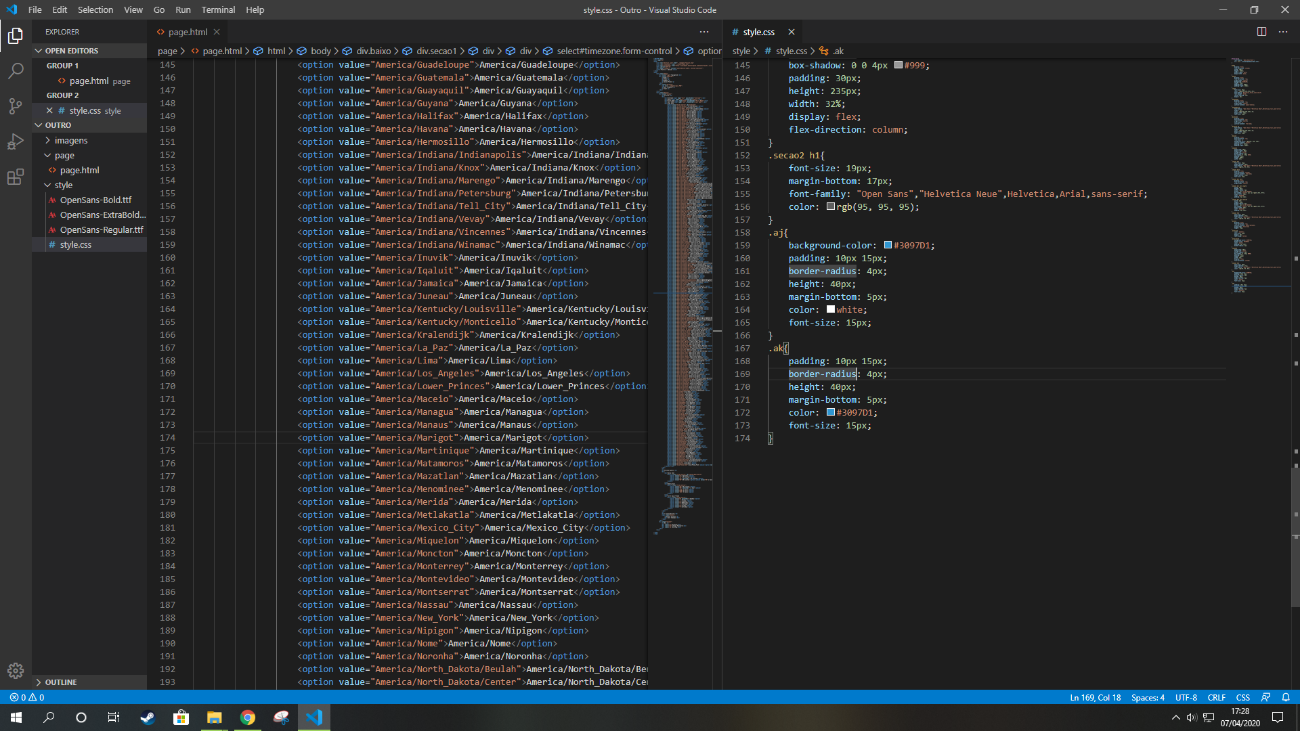 File Edit Selection View Go Run Terminal Help
style.css - Outro - Visual Studio Code
EXPLORER
OPEN EDITORS
GROUP 1
page.html page
GROUP 2
style.css style
OUTRO
imagens
page
page.html
style
OpenSans-Bold.ttf
OpenSans-ExtraBold...
OpenSans-Regular.ttf
style.css
OUTLINE
page.html
page > page.html > html > body > div.baixo > div.secao1 > div > div > select#timezone.form-control > option
145 <option value="America/Guadeloupe">America/Guadeloupe</option>
146 <option value="America/Guatemala">America/Guatemala</option>
147 <option value="America/Guayaquil">America/Guayaquil</option>
148 <option value="America/Guyana">America/Guyana</option>
149 <option value="America/Halifax">America/Halifax</option>
150 <option value="America/Havana">America/Havana</option>
151 <option value="America/Hermosillo">America/Hermosillo</option>
152 <option value="America/Indiana/Indianapolis">America/Indiana/Indiana
153 <option value="America/Indiana/Knox">America/Indiana/Knox</option>
154 <option value="America/Indiana/Marengo">America/Indiana/Marengo</opt
155 <option value="America/Indiana/Petersburg">America/Indiana/Petersbur
156 <option value="America/Indiana/Tell_City">America/Indiana/Tell_City
157 <option value="America/Indiana/Vevay">America/Indiana/Vevay</option>
158 <option value="America/Indiana/Vincennes">America/Indiana/Vincennes
159 <option value="America/Indiana/Winamac">America/Indiana/Winamac</opt
160 <option value="America/Inuvik">America/Inuvik</option>
161 <option value="America/Iqaluit">America/Iqaluit</option>
162 <option value="America/Jamaica">America/Jamaica</option>
163 <option value="America/Juneau">America/Juneau</option>
164 <option value="America/Kentucky/Louisville">America/Kentucky/Louisvi
165 <option value="America/Kentucky/Monticello">America/Kentucky/Montice
166 <option value="America/Kralendijk">America/Kralendijk</option>
167 <option value="America/La_Paz">America/La_Paz</option>
168 <option value="America/Lima">America/Lima</option>
169 <option value="America/Los_Angeles">America/Los_Angeles</option>
170 <option value="America/Lower_Princes">America/Lower_Princes</option>
171 <option value="America/Maceio">America/Maceio</option>
172 <option value="America/Managua">America/Managua</option>
173 <option value="America/Manaus">America/Manaus</option>
174 <option value="America/Marigot">America/Marigot</option>
175 <option value="America/Martinique">America/Martinique</option>
176 <option value="America/Matamoros">America/Matamoros</option>
177 <option value="America/Mazatlan">America/Mazatlan</option>
178 <option value="America/Menominee">America/Menominee</option>
179 <option value="America/Merida">America/Merida</option>
180 <option value="America/Metlakatla">America/Metlakatla</option>
181 <option value="America/Mexico_City">America/Mexico_City</option>
182 <option value="America/Miquelon">America/Miquelon</option>
183 <option value="America/Moncton">America/Moncton</option>
184 <option value="America/Monterrey">America/Monterrey</option>
185 <option value="America/Montevideo">America/Montevideo</option>
186 <option value="America/Montserrat">America/Montserrat</option>
187 <option value="America/Nassau">America/Nassau</option>
188 <option value="America/New_York">America/New_York</option>
189 <option value="America/Nipigon">America/Nipigon</option>
190 <option value="America/Nome">America/Nome</option>
191 <option value="America/Noronha">America/Noronha</option>
192 <option value="America/North_Dakota/Beulah">America/North_Dakota/Beu
193 <option value="America/North_Dakota/Center">America/North_Dakota/Cen
style.css
style > style.css > .ak
145 box-shadow: 0 0 4px #999;
146 padding: 30px;
147 height: 235px;
148 width: 32%;
149 display: flex;
150 flex-direction: column;
151 }
152 .secao2 h1{
153 font-size: 19px;
154 margin-bottom: 17px;
155 font-family: "Open Sans","Helvetica Neue",Helvetica,Arial,sans-serif;
156 color: rgb(95, 95, 95);
157 }
158 .aj{
159 background-color: #3097D1;
160 padding: 10px 15px;
161 border-radius: 4px;
162 height: 40px;
163 margin-bottom: 5px;
164 color: white;
165 font-size: 15px;
166 }
167 .ak{
168 padding: 10px 15px;
169 border-radius: 4px;
170 height: 40px;
171 margin-bottom: 5px;
172 color: #3097D1;
173 font-size: 15px;
174 }
0 0
Ln 169, Col 18 Spaces: 4 UTF-8 CRLF CSS
17:28
07/04/2020